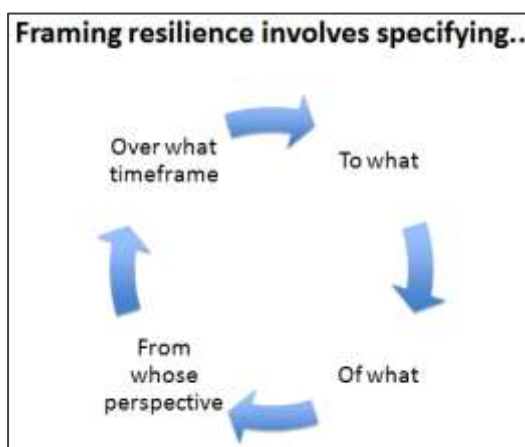 Framing resilience involves specifying..
Over what
timeframe
To what
From
whose
perspective
Of what